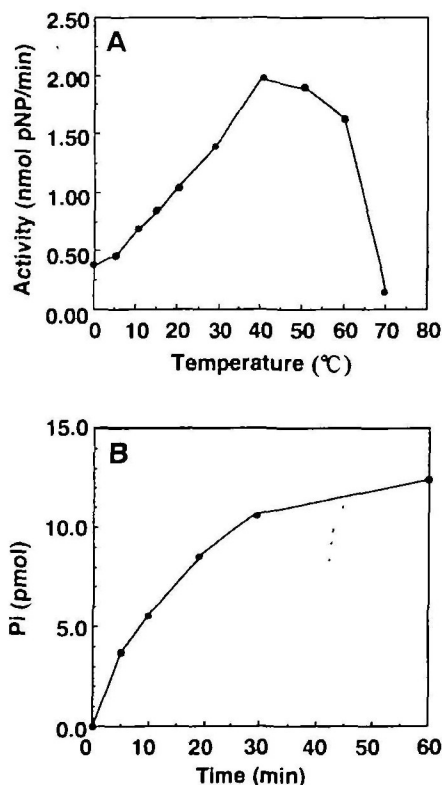 A
2.50
2.00
1.50
1.00
0.50
0.00
Activity (nmol pNP/min)
0 10 20 30 40 50 60 70 80
Temperature (℃)
B
15.0
10.0
5.0
0.0
Pi (pmol)
0 10 20 30 40 50 60
Time (min)